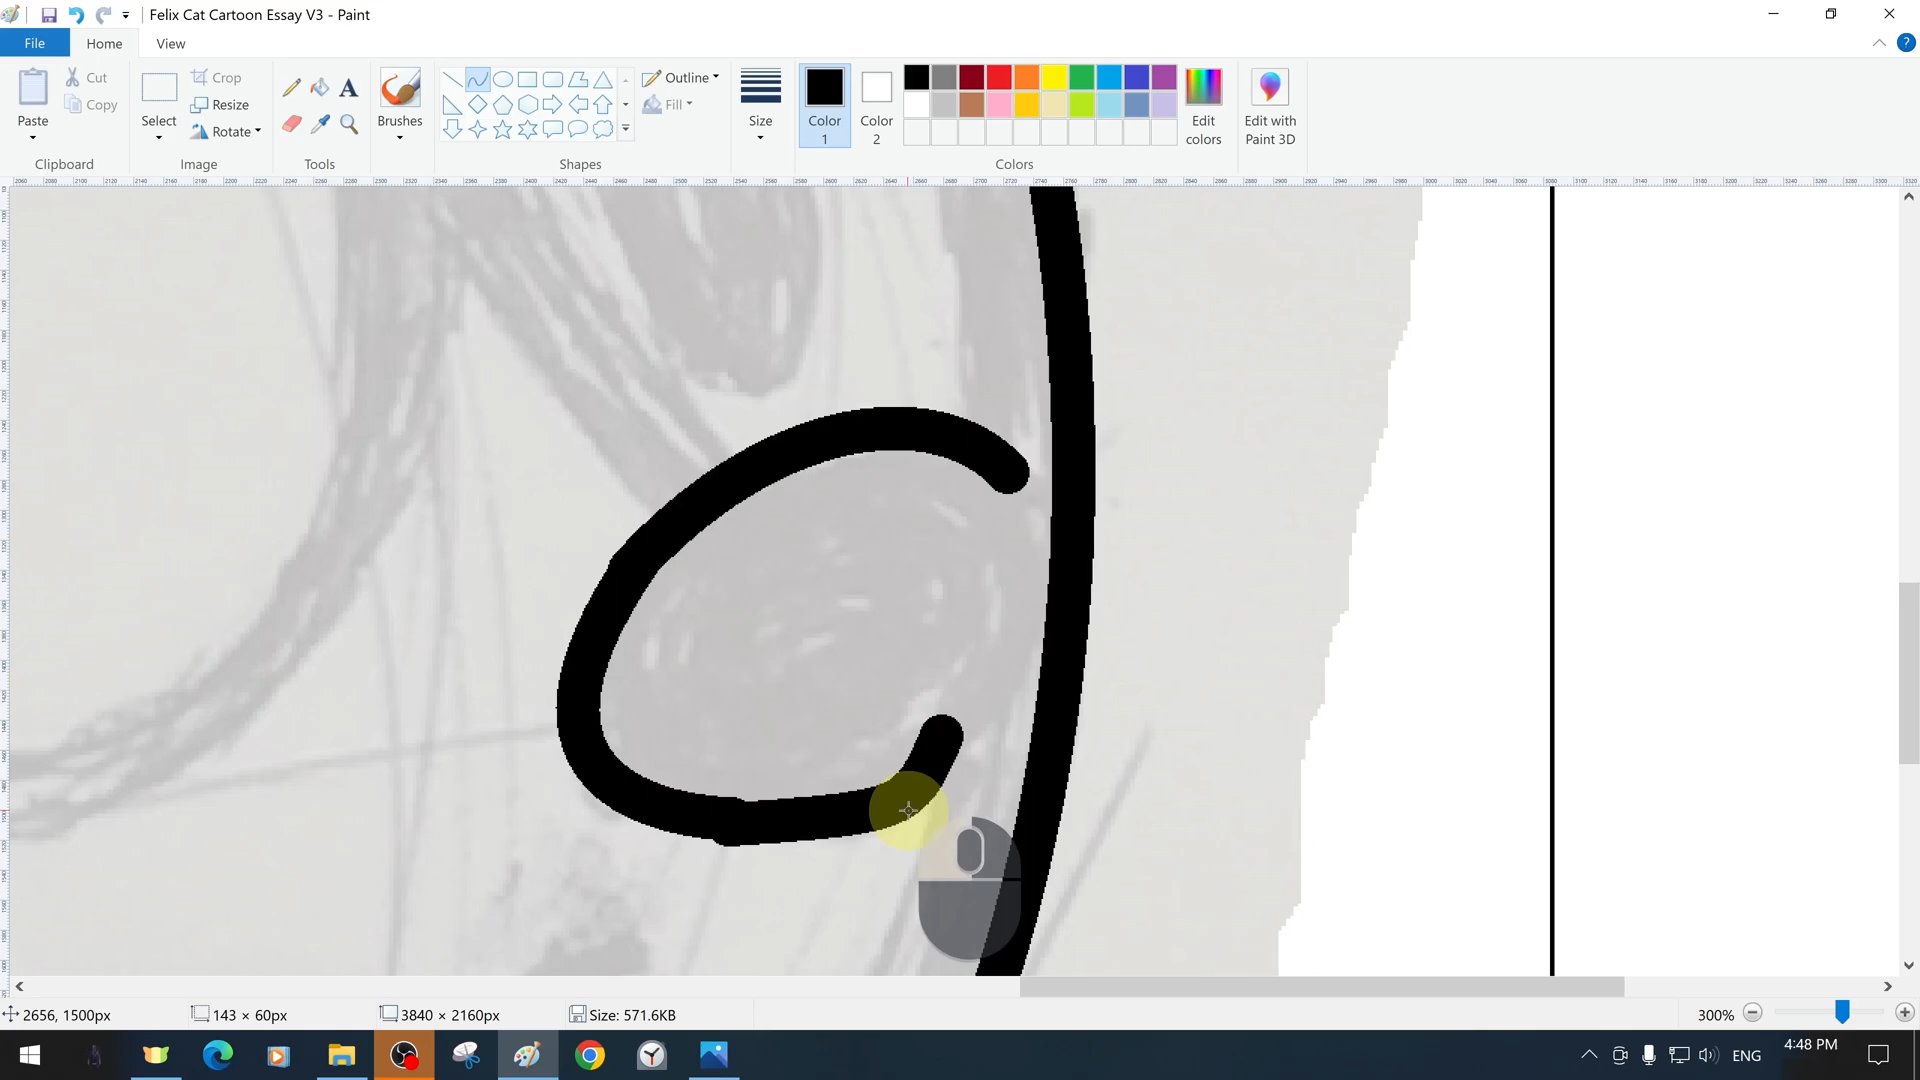 Felix Cat Cartoon Essay V3 - Paint
File Home View
Paste
Cut
Copy
Clipboard
Select
Crop
Resize
Rotate
Image
Tools
Brushes
Outline
Fill
Shapes
Size
Color 1
Color 2
Edit colors
Edit with Paint 3D
Colors
2656, 1500px
143 × 60px
3840 × 2160px
Size: 571.6KB
300%
ENG
4:48 PM